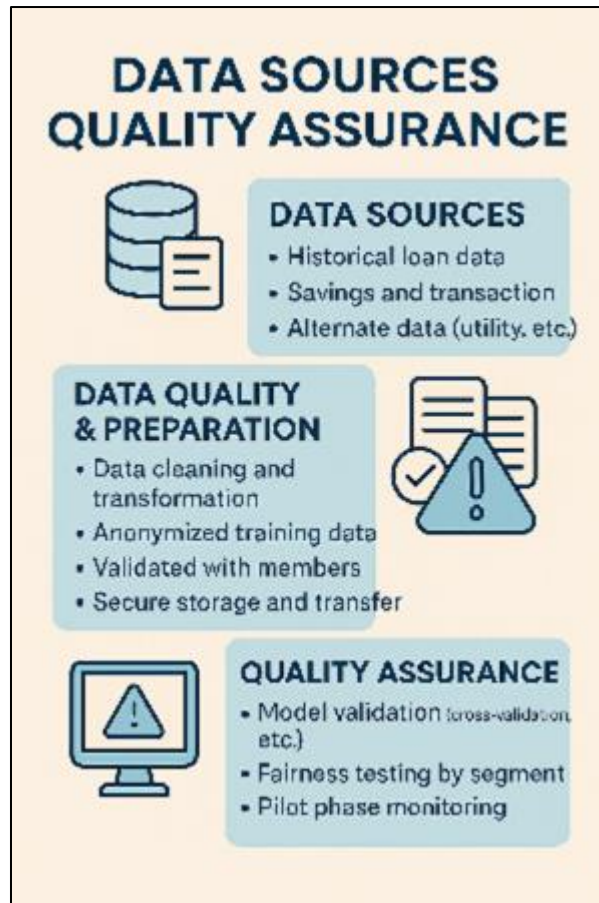 DATA SOURCES
QUALITY ASSURANCE
DATA SOURCES
• Historical loan data
• Savings and transaction
• Alternate data (utility. etc.)
DATA QUALITY
& PREPARATION
• Data cleaning and
transformation
• Anonymized training data
• Validated with members
• Secure storage and transfer
QUALITY ASSURANCE
• Model validation (cross-validation,
etc.)
• Fairness testing by segment
• Pilot phase monitoring